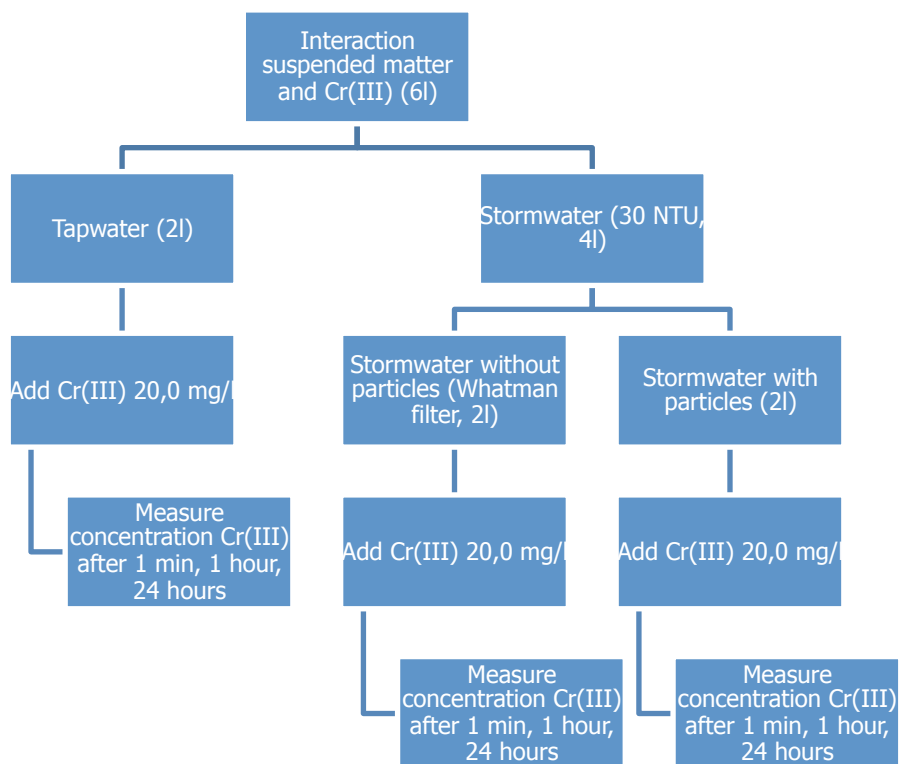 Interaction
suspended matter
and Cr(III) (6l)
Tapwater (2l)
Stormwater (30 NTU,
4l)
Add Cr(III) 20,0 mg/l
Stormwater without
particles (Whatman
filter, 2l)
Stormwater with
particles (2l)
Measure
concentration Cr(III)
after 1 min, 1 hour,
24 hours
Add Cr(III) 20,0 mg/l
Add Cr(III) 20,0 mg/l
Measure
concentration Cr(III)
after 1 min, 1 hour,
24 hours
Measure
concentration Cr(III)
after 1 min, 1 hour,
24 hours